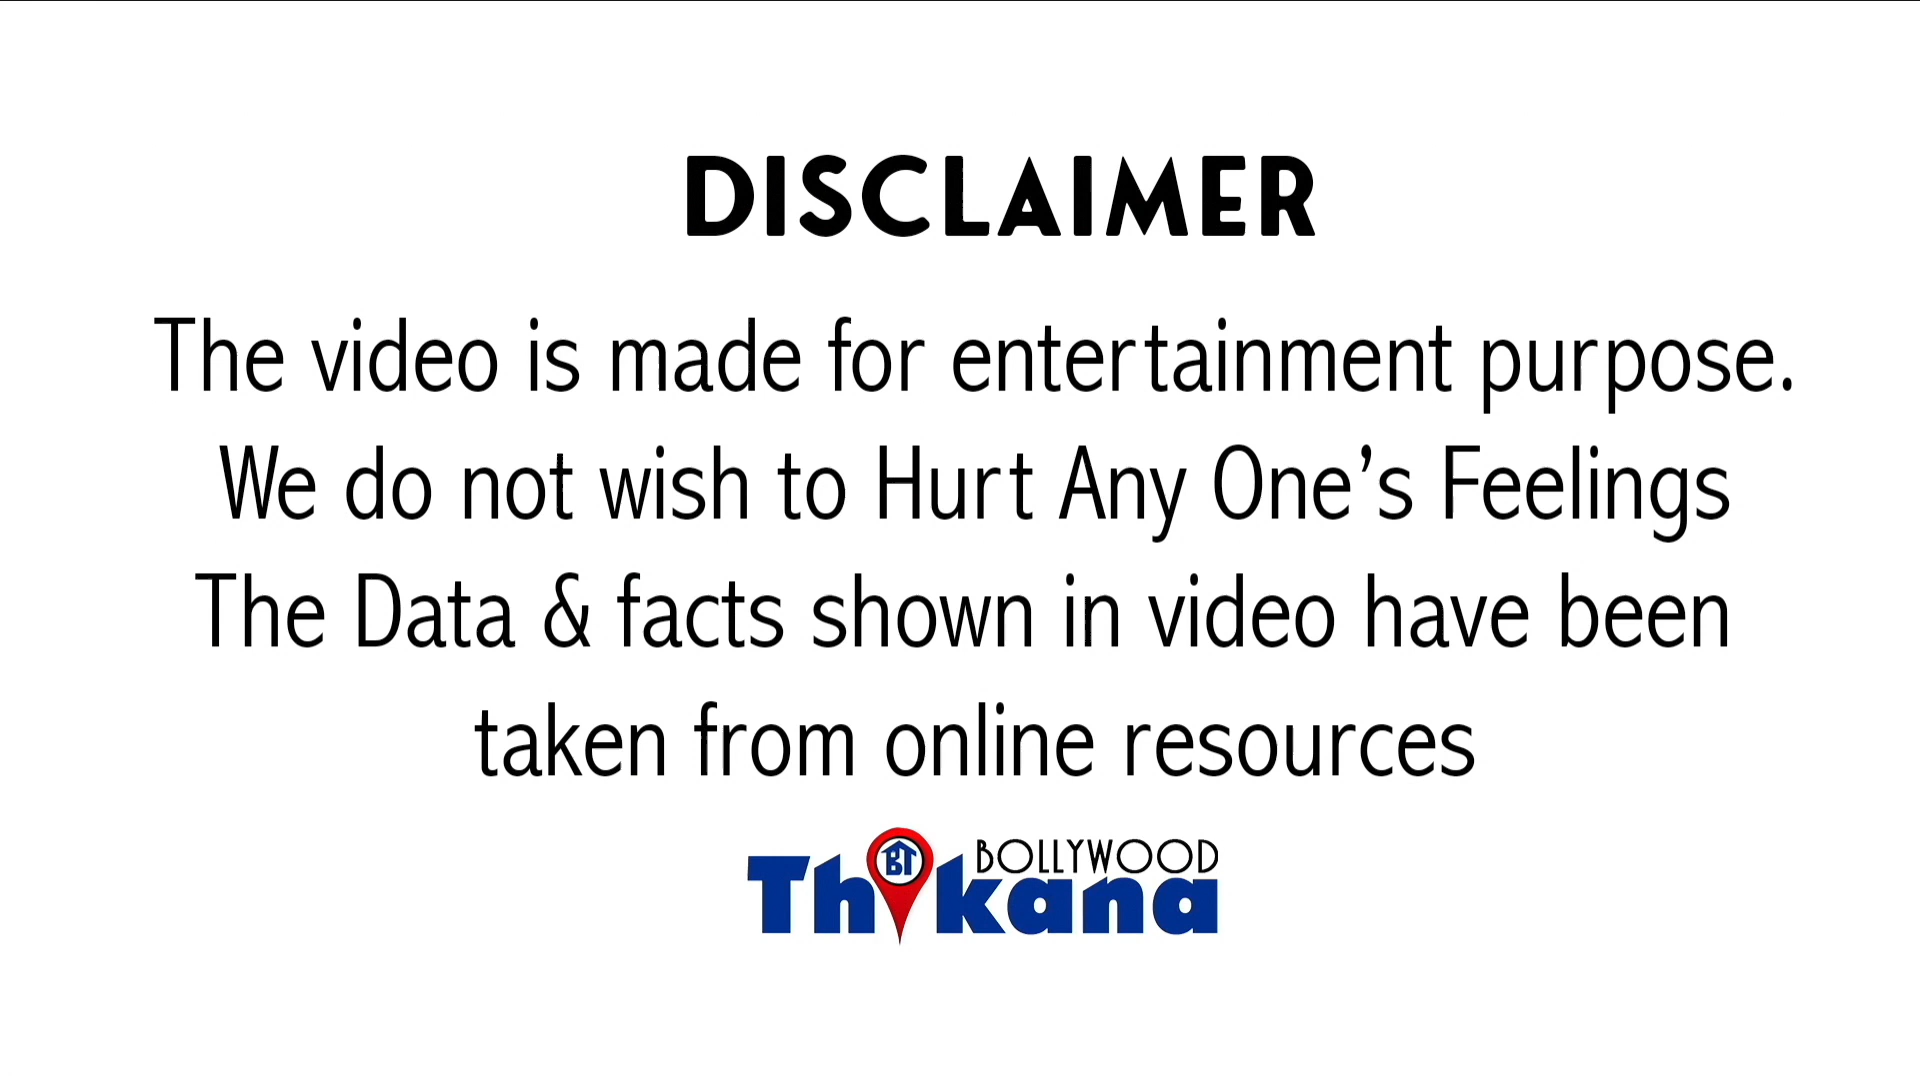 DISCLAIMER
The video is made for entertainment purpose.
We do not wish to Hurt Any One’s Feelings
The Data & facts shown in video have been
taken from online resources
BT BOLLYWOOD
Thikana